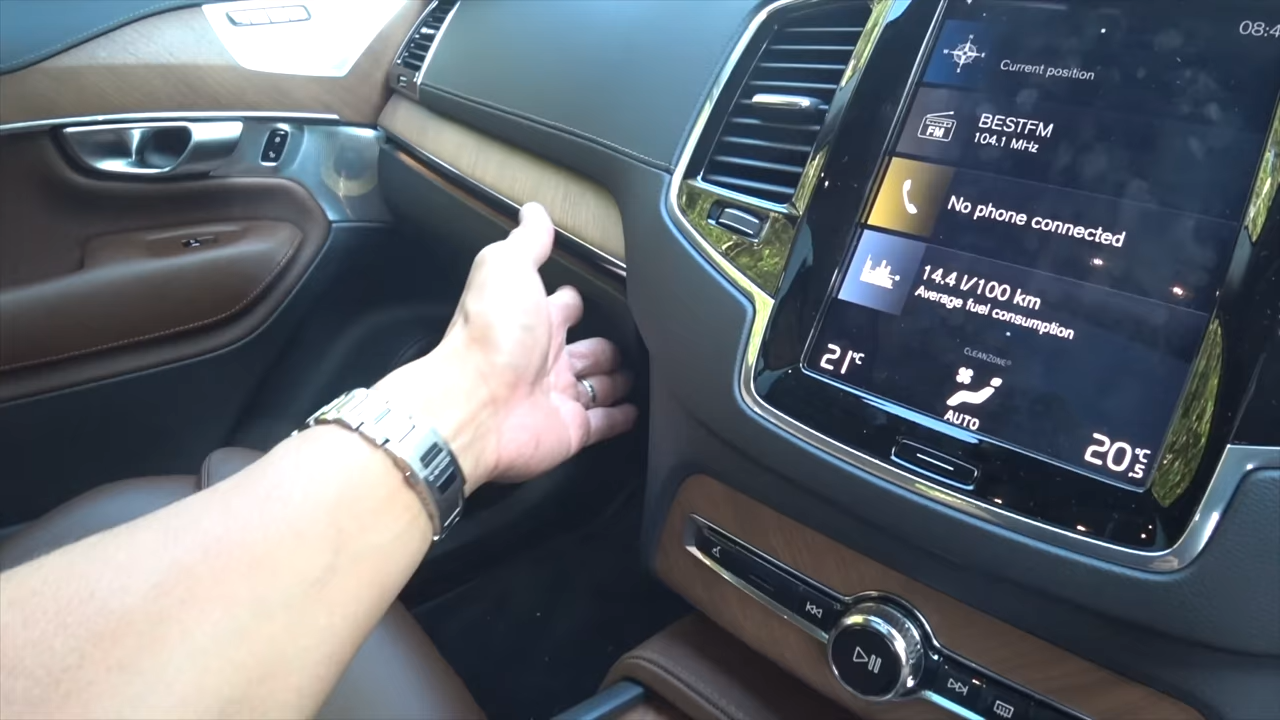 08:4
Current position
FM
BESTFM
104.1 MHz
No phone connected
14.4 l/100 km
Average fuel consumption
CLEANZONE®
21°C
AUTO
20.5°C